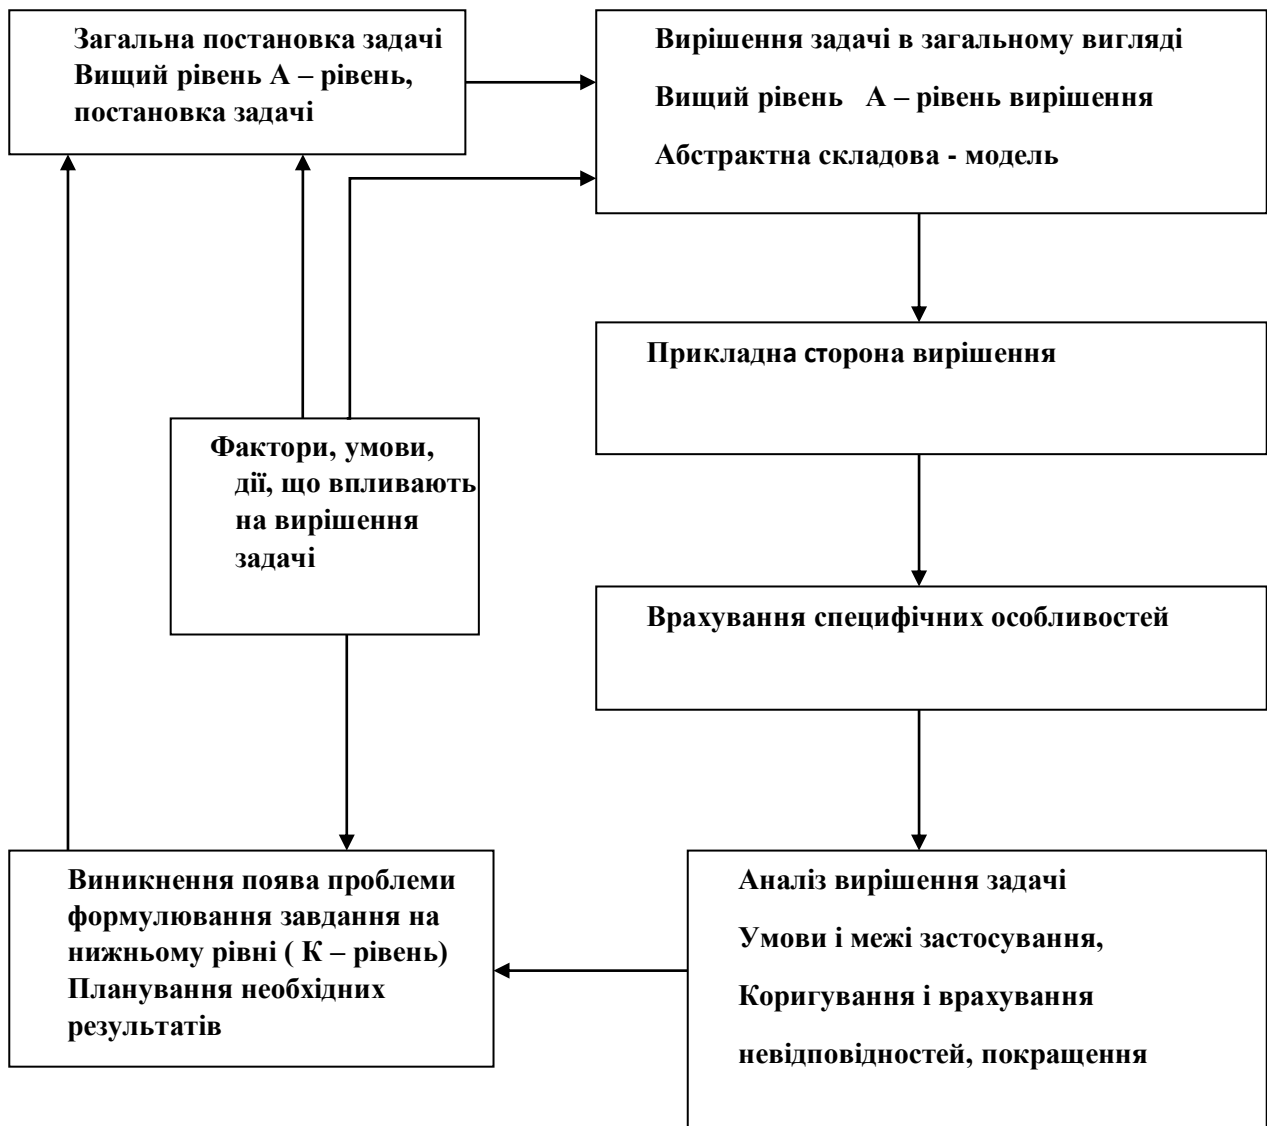 Загальна постановка задачі
Вищий рівень А – рівень,
постановка задачі
Вирішення задачі в загальному вигляді
Вищий рівень А – рівень вирішення
Абстрактна складова - модель
Прикладна сторона вирішення
Фактори, умови,
дії, що впливають
на вирішення
задачі
Врахування специфічних особливостей
Виникнення поява проблеми
формулювання завдання на
нижньому рівні ( К – рівень)
Планування необхідних
результатів
Аналіз вирішення задачі
Умови і межі застосування,
Коригування і врахування
невідповідностей, покращення